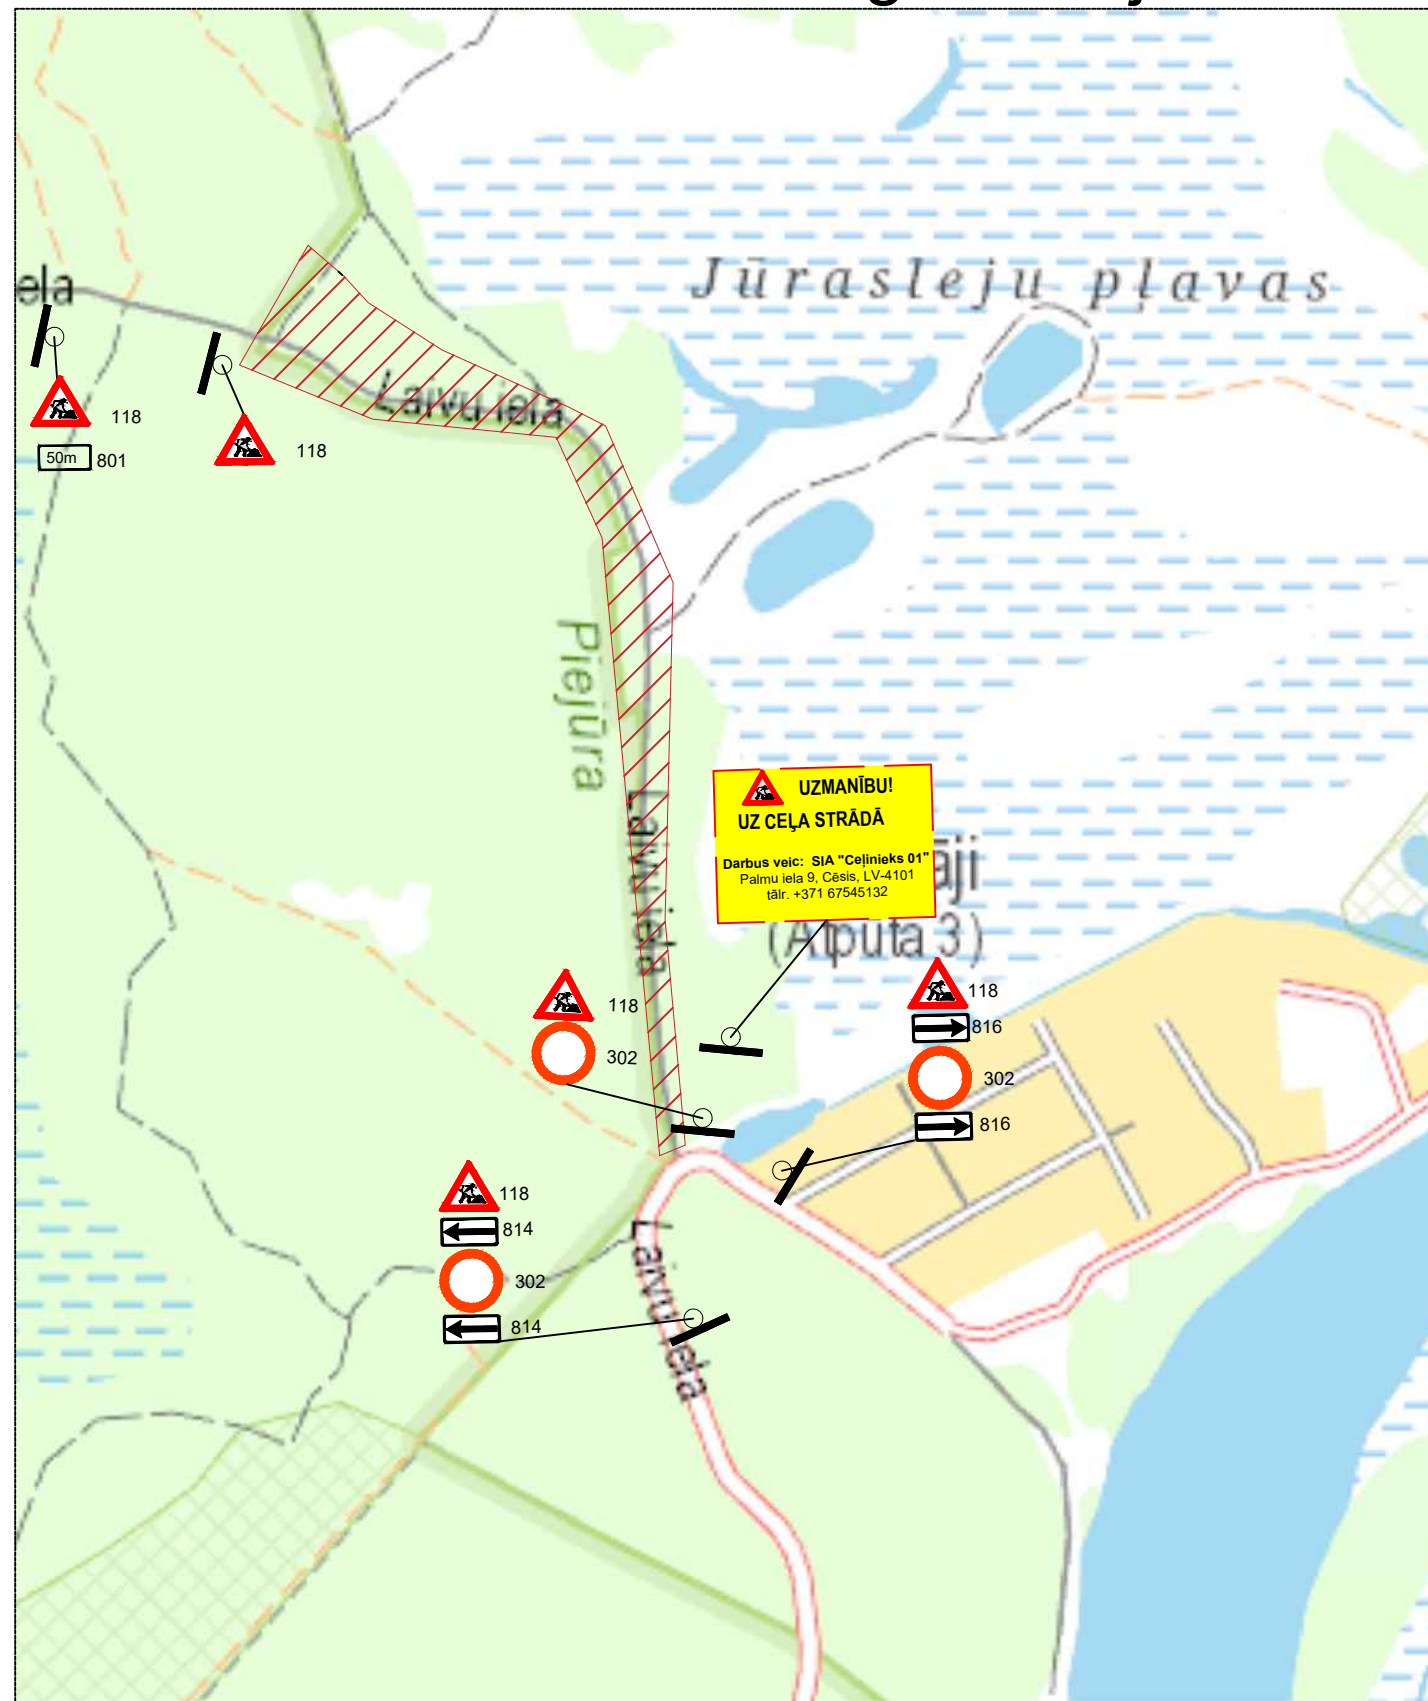 Jūrasleju pļavas
ela
118
50m 801
118
Laivu iela
Piejūra
Laivu iela
UZMANĪBU!
UZ CEĻA STRĀDĀ
Darbus veic: SIA "Ceļinieks 01"
Palmu iela 9, Cēsis, LV-4101
tālr. +371 67545132
āji
(Atputa 3)
118
302
118
816
302
816
118
814
302
814
Laivu iela